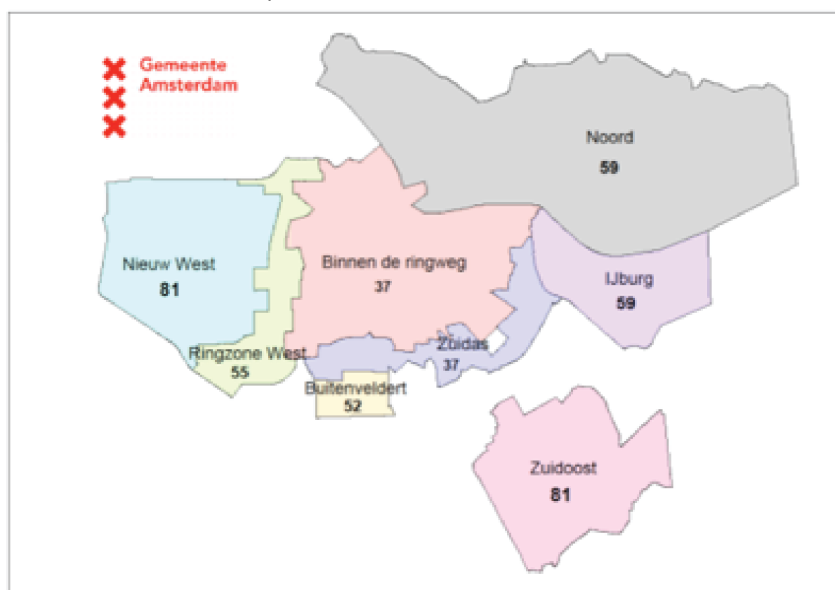 Gemeente
Amsterdam
Noord
59
Nieuw West
81
Binnen de ringweg
37
IJburg
59
Ringzone West
55
Zuidas
37
Buitenveldert
52
Zuidoost
81